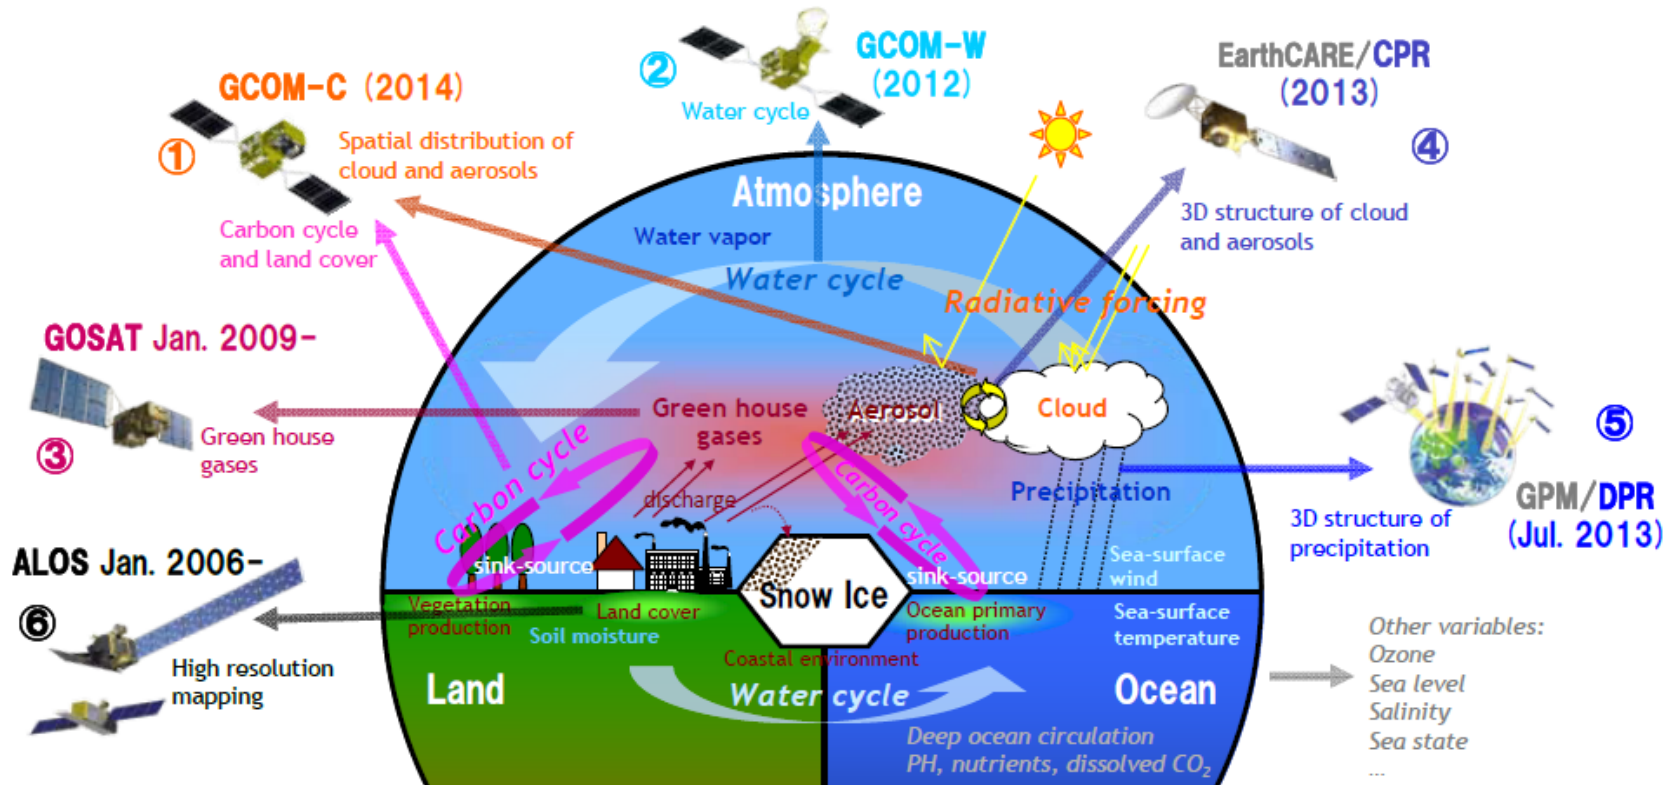 GCOM-C (2014)
①
Spatial distribution of
cloud and aerosols
Carbon cycle
and land cover
②
GCOM-W
(2012)
Water cycle
EarthCARE/CPR
(2013)
④
3D structure of cloud
and aerosols
Atmosphere
Water vapor
Water cycle
Radiative forcing
GOSAT Jan. 2009-
③
Green house
gases
Green house
gases
Aerosol
Cloud
⑤
GPM/DPR
(Jul. 2013)
3D structure of
precipitation
Carbon cycle
discharge
Carbon cycle
Precipitation
ALOS Jan. 2006-
⑥
High resolution
mapping
sink-source
sink-source
Sea-surface
wind
Vegetation
production
Land cover
Soil moisture
Snow Ice
Ocean primary
production
Sea-surface
temperature
Coastal environment
Land
Water cycle
Ocean
Deep ocean circulation
PH, nutrients, dissolved CO₂
Other variables:
Ozone
Sea level
Salinity
Sea state
...